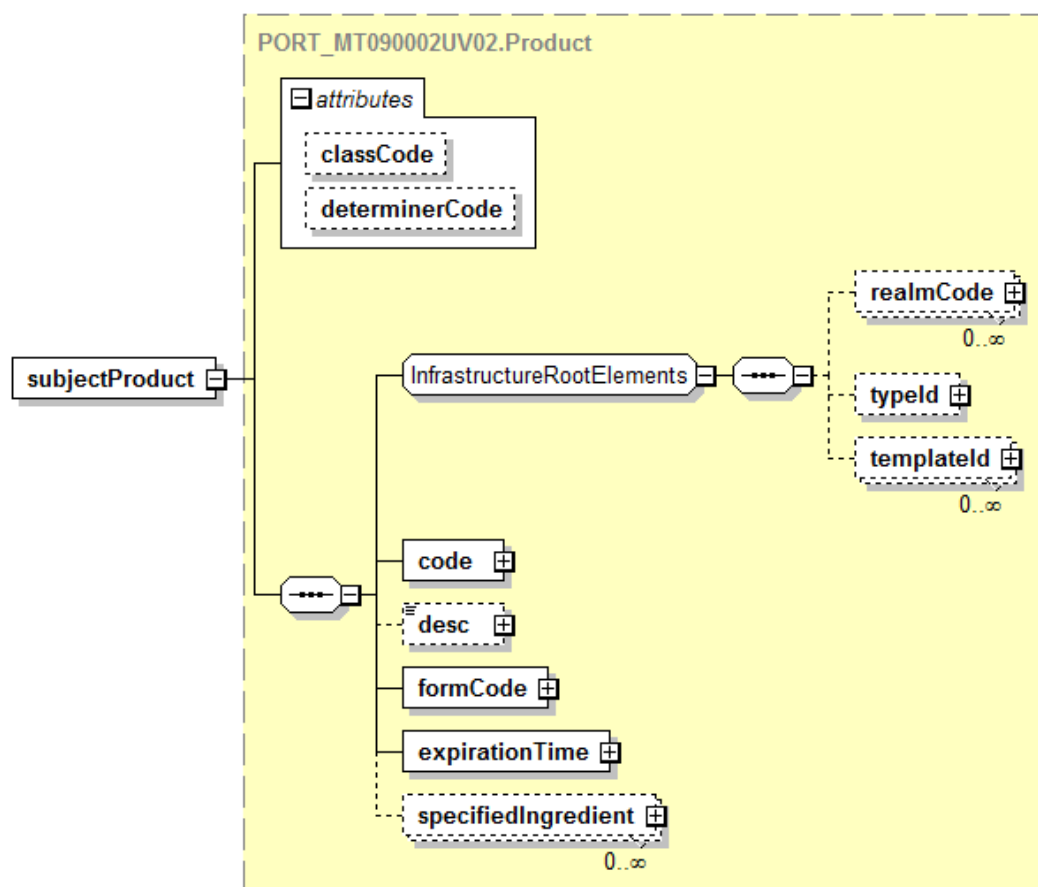 PORT_MT090002UV02.Product
attributes
classCode
determinerCode
realmCode
0..∞
subjectProduct
InfrastructureRootElements
typeId
templateId
0..∞
code
desc
formCode
expirationTime
specifiedIngredient
0..∞